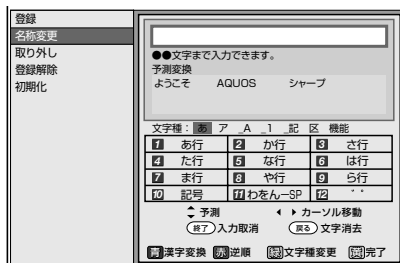 登録
名称変更
取り外し
登録解除
初期化
●●文字まで入力できます。
予測変換
ようこそ AQUOS シャープ
文字種: あ ア _A _1 _記 区 機能
1 あ行 2 か行 3 さ行
4 た行 5 な行 6 は行
7 ま行 8 や行 9 ら行
10 記号 11 わをんーSP 12 ゛゜
予測 カーソル移動
終了 入力取消 戻る 文字消去
青 漢字変換 赤 逆順 緑 文字種変更 黄 完了